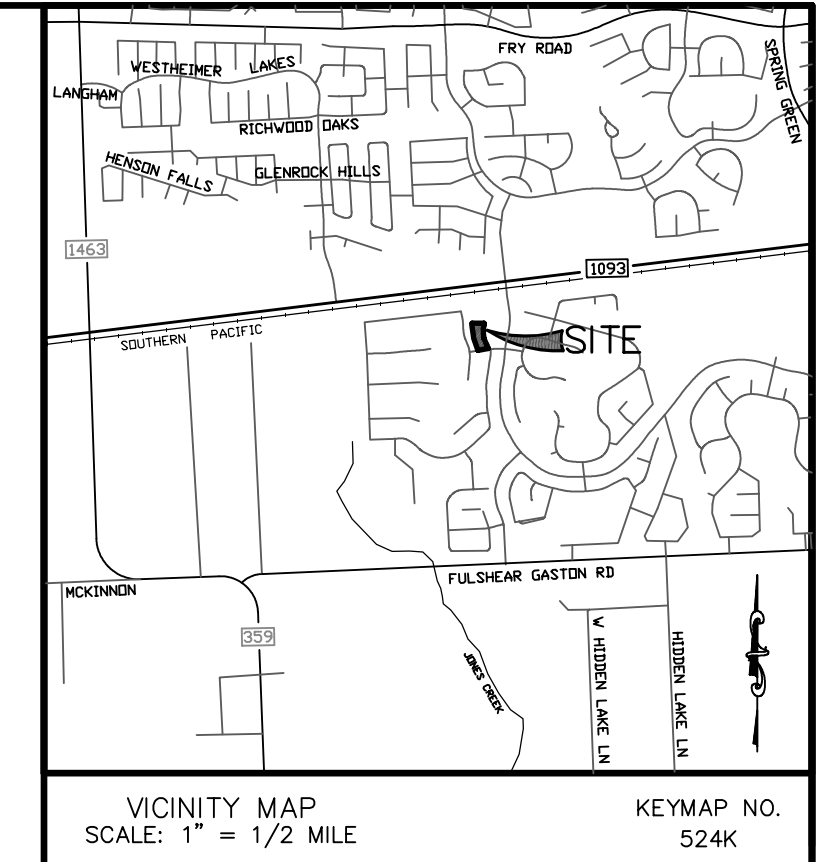 FRY ROAD
SPRING GREEN
WESTHEIMER LAKES
LANGHAM
RICHWOOD OAKS
HENSON FALLS
GLENROCK HILLS
1463
1093
SOUTHERN PACIFIC
SITE
MCKINNON
FULSHEAR GASTON RD
359
JONES CREEK
W HIDDEN LAKE LN
HIDDEN LAKE LN
VICINITY MAP
SCALE: 1" = 1/2 MILE
KEYMAP NO.
524K